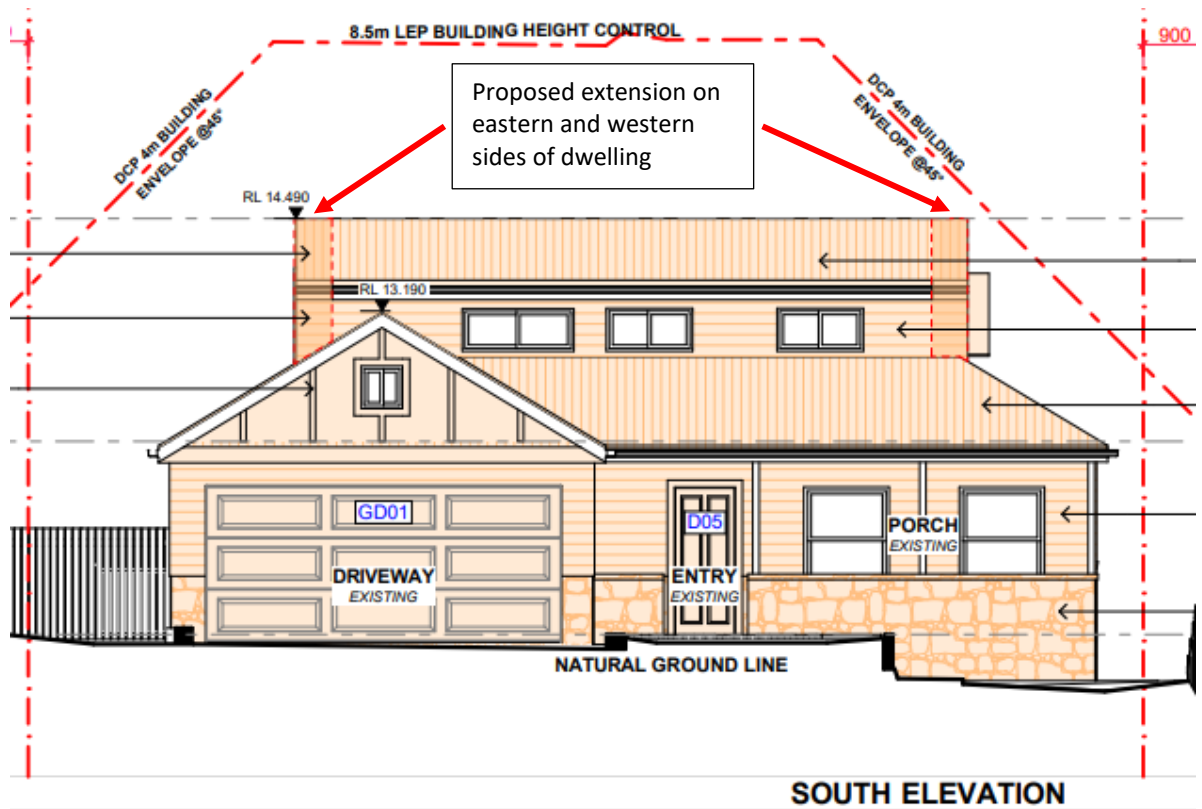 8.5m LEP BUILDING HEIGHT CONTROL
900
Proposed extension on
eastern and western
sides of dwelling
DCP 4m BUILDING
ENVELOPE @45°
DCP 4m BUILDING
ENVELOPE @45°
RL 14.490
RL 13.190
GD01
D05
PORCH
EXISTING
DRIVEWAY
EXISTING
ENTRY
EXISTING
NATURAL GROUND LINE
SOUTH ELEVATION